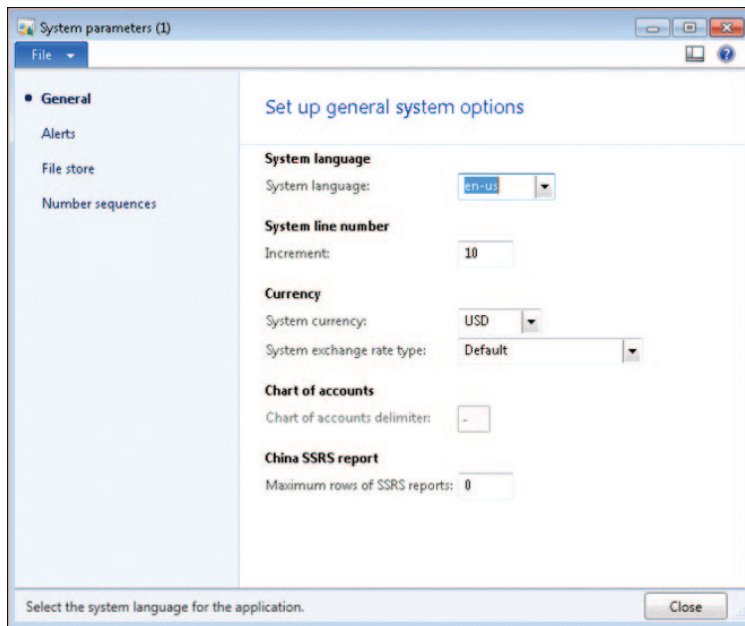 System parameters (1)
File
General
Alerts
File store
Number sequences
Set up general system options
System language
System language: en-us
System line number
Increment: 10
Currency
System currency: USD
System exchange rate type: Default
Chart of accounts
Chart of accounts delimiter: -
China SSRS report
Maximum rows of SSRS reports: 0
Select the system language for the application.
Close